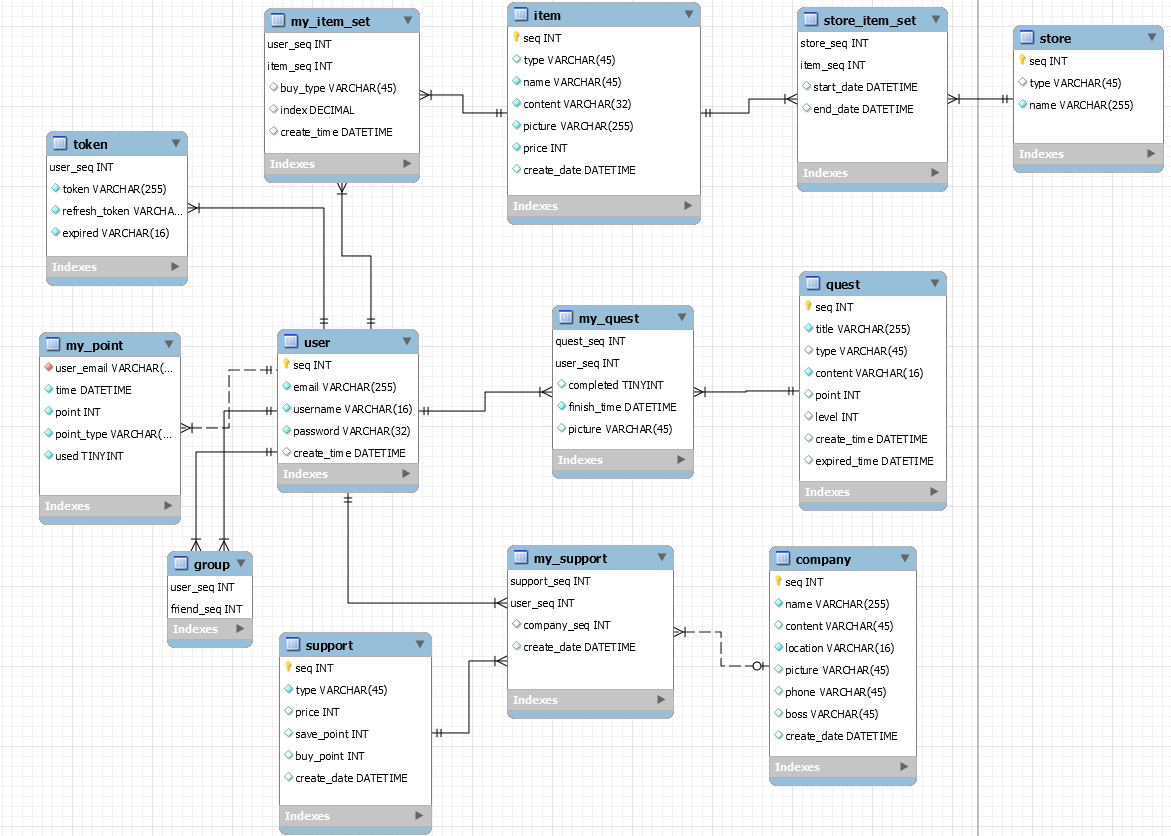 my_item_set
user_seq INT
item_seq INT
buy_type VARCHAR(45)
index DECIMAL
create_time DATETIME
Indexes
item
seq INT
type VARCHAR(45)
name VARCHAR(45)
content VARCHAR(32)
picture VARCHAR(255)
price INT
create_date DATETIME
Indexes
store_item_set
store_seq INT
item_seq INT
start_date DATETIME
end_date DATETIME
Indexes
store
seq INT
type VARCHAR(45)
name VARCHAR(255)
Indexes
token
user_seq INT
token VARCHAR(255)
refresh_token VARCHA...
expired VARCHAR(16)
Indexes
my_point
user_email VARCHAR(...
time DATETIME
point INT
point_type VARCHAR(...
used TINYINT
Indexes
user
seq INT
email VARCHAR(255)
username VARCHAR(16)
password VARCHAR(32)
create_time DATETIME
Indexes
my_quest
quest_seq INT
user_seq INT
completed TINYINT
finish_time DATETIME
picture VARCHAR(45)
Indexes
quest
seq INT
title VARCHAR(255)
type VARCHAR(45)
content VARCHAR(16)
point INT
level INT
create_time DATETIME
expired_time DATETIME
Indexes
group
user_seq INT
friend_seq INT
Indexes
support
seq INT
type VARCHAR(45)
price INT
save_point INT
buy_point INT
create_date DATETIME
Indexes
my_support
support_seq INT
user_seq INT
company_seq INT
create_date DATETIME
Indexes
company
seq INT
name VARCHAR(255)
content VARCHAR(45)
location VARCHAR(16)
picture VARCHAR(45)
phone VARCHAR(45)
boss VARCHAR(45)
create_date DATETIME
Indexes